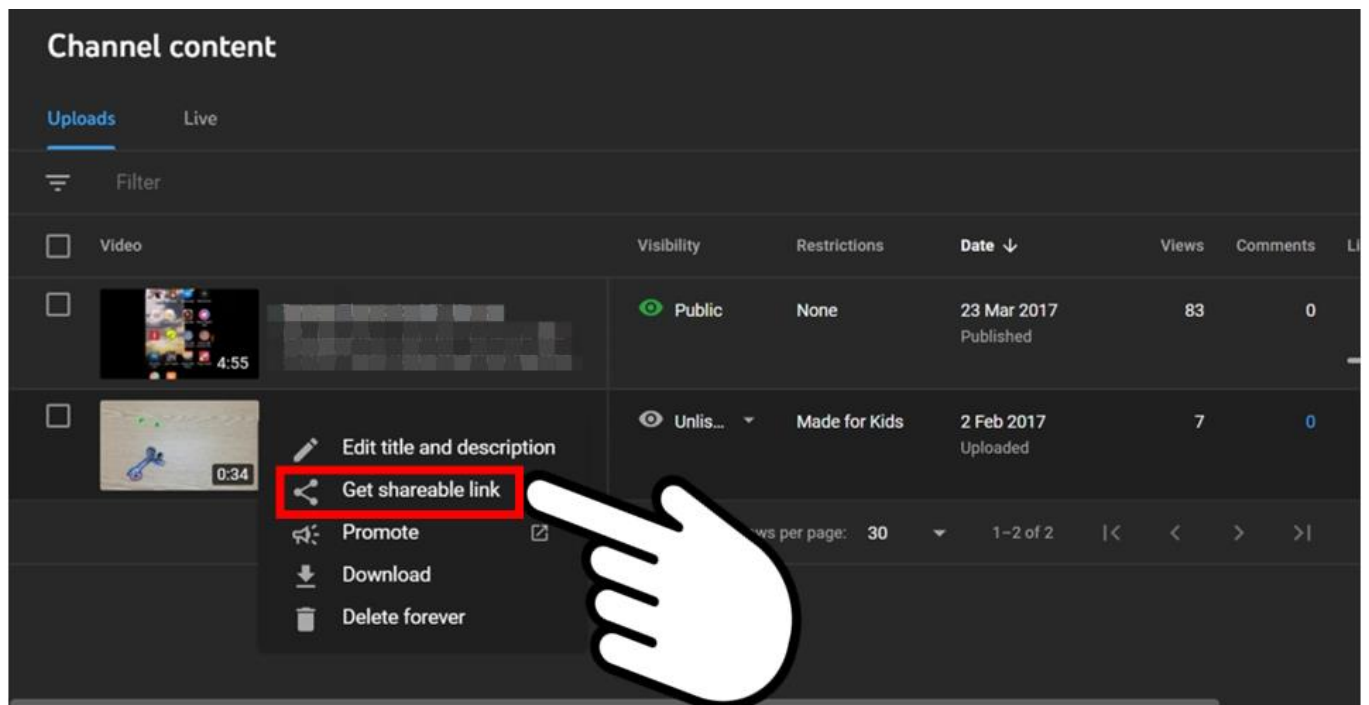 Channel content
Uploads Live
Filter
Video Visibility Restrictions Date ↓ Views Comments
4:55 Public None 23 Mar 2017 83 0
Published
0:34 Unlis... Made for Kids 2 Feb 2017 7 0
Uploaded
Edit title and description
Get shareable link
Promote
Download
Delete forever
per page: 30 1–2 of 2